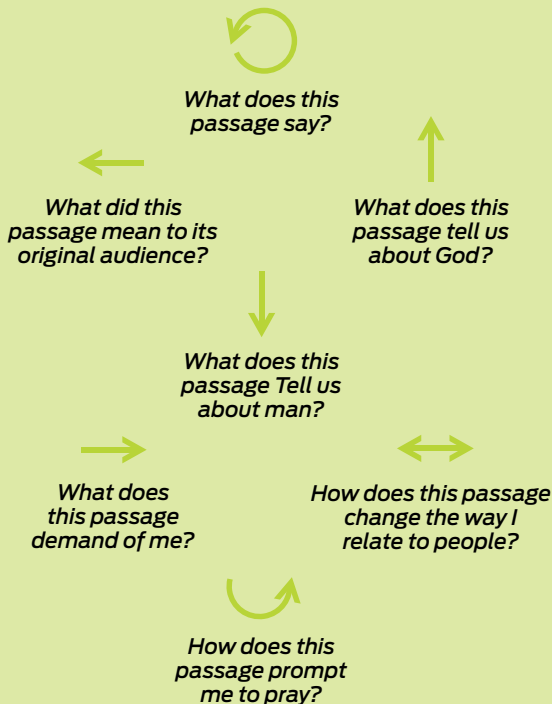 What does this
passage say?
What did this
passage mean to its
original audience?
What does this
passage tell us
about God?
What does this
passage Tell us
about man?
What does
this passage
demand of me?
How does this passage
change the way I
relate to people?
How does this
passage prompt
me to pray?